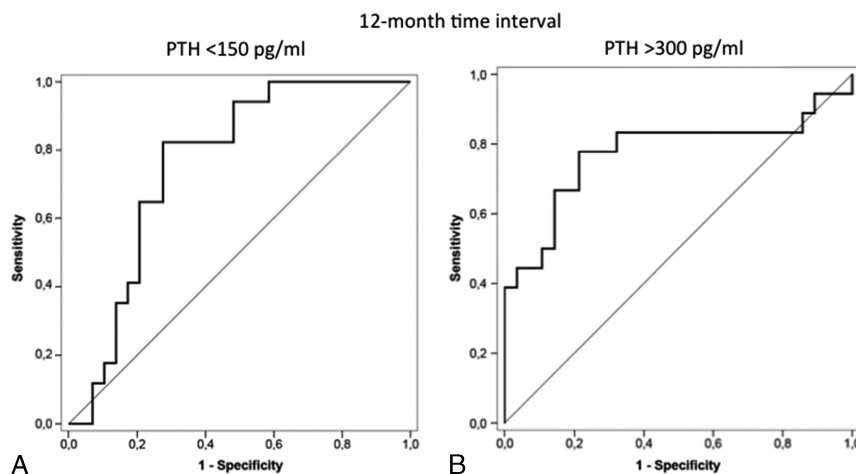 12-month time interval
PTH <150 pg/ml
PTH >300 pg/ml
1,0
0,8
0,6
0,4
0,2
0,0
Sensitivity
0,0 0,2 0,4 0,6 0,8 1,0
1 - Specificity
A
1,0
0,8
0,6
0,4
0,2
0,0
Sensitivity
0,0 0,2 0,4 0,6 0,8 1,0
1 - Specificity
B